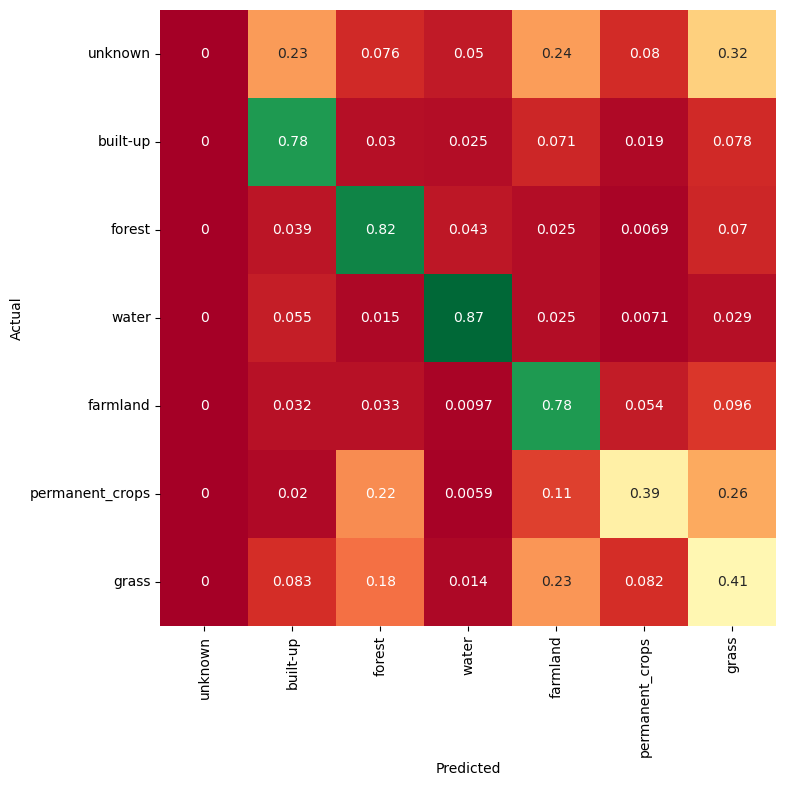 unknown 0 0.23 0.076 0.05 0.24 0.08 0.32
built-up 0 0.78 0.03 0.025 0.071 0.019 0.078
forest 0 0.039 0.82 0.043 0.025 0.0069 0.07
water 0 0.055 0.015 0.87 0.025 0.0071 0.029
farmland 0 0.032 0.033 0.0097 0.78 0.054 0.096
permanent_crops 0 0.02 0.22 0.0059 0.11 0.39 0.26
grass 0 0.083 0.18 0.014 0.23 0.082 0.41
Actual
unknown built-up forest water farmland permanent_crops grass
Predicted